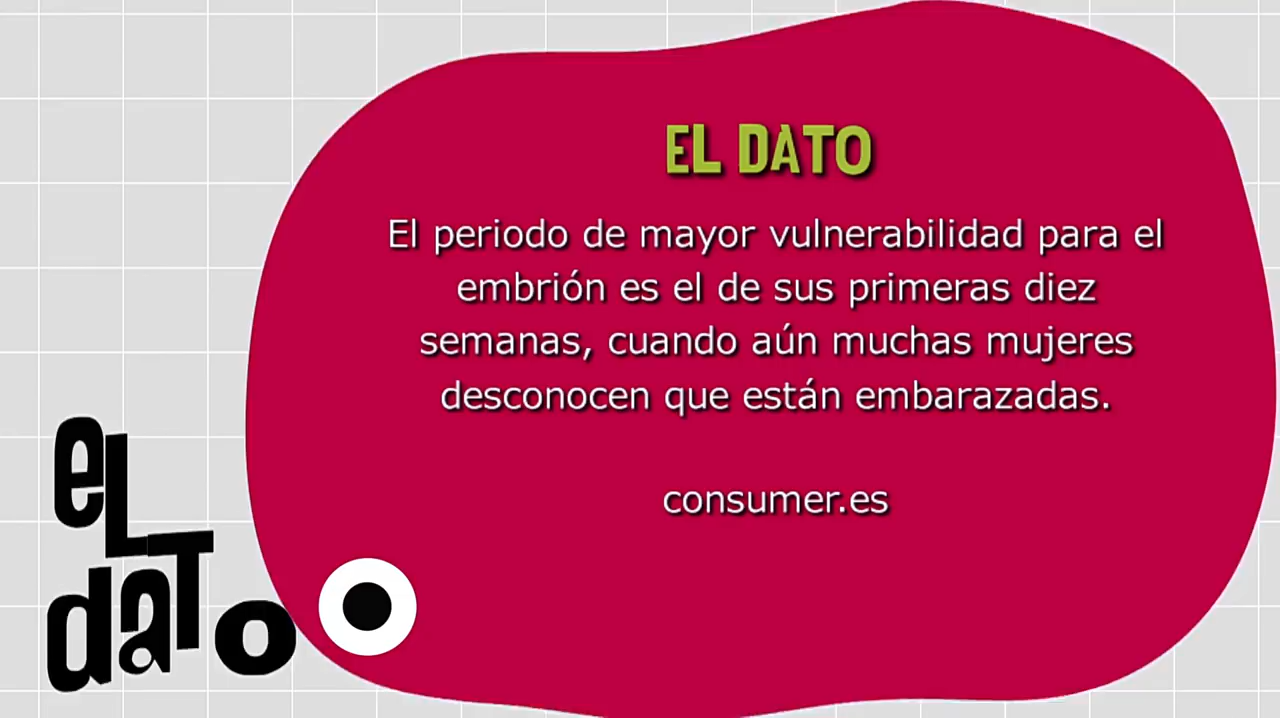 EL DATO
El periodo de mayor vulnerabilidad para el
embrión es el de sus primeras diez
semanas, cuando aún muchas mujeres
desconocen que están embarazadas.
consumer.es
eL
daTo